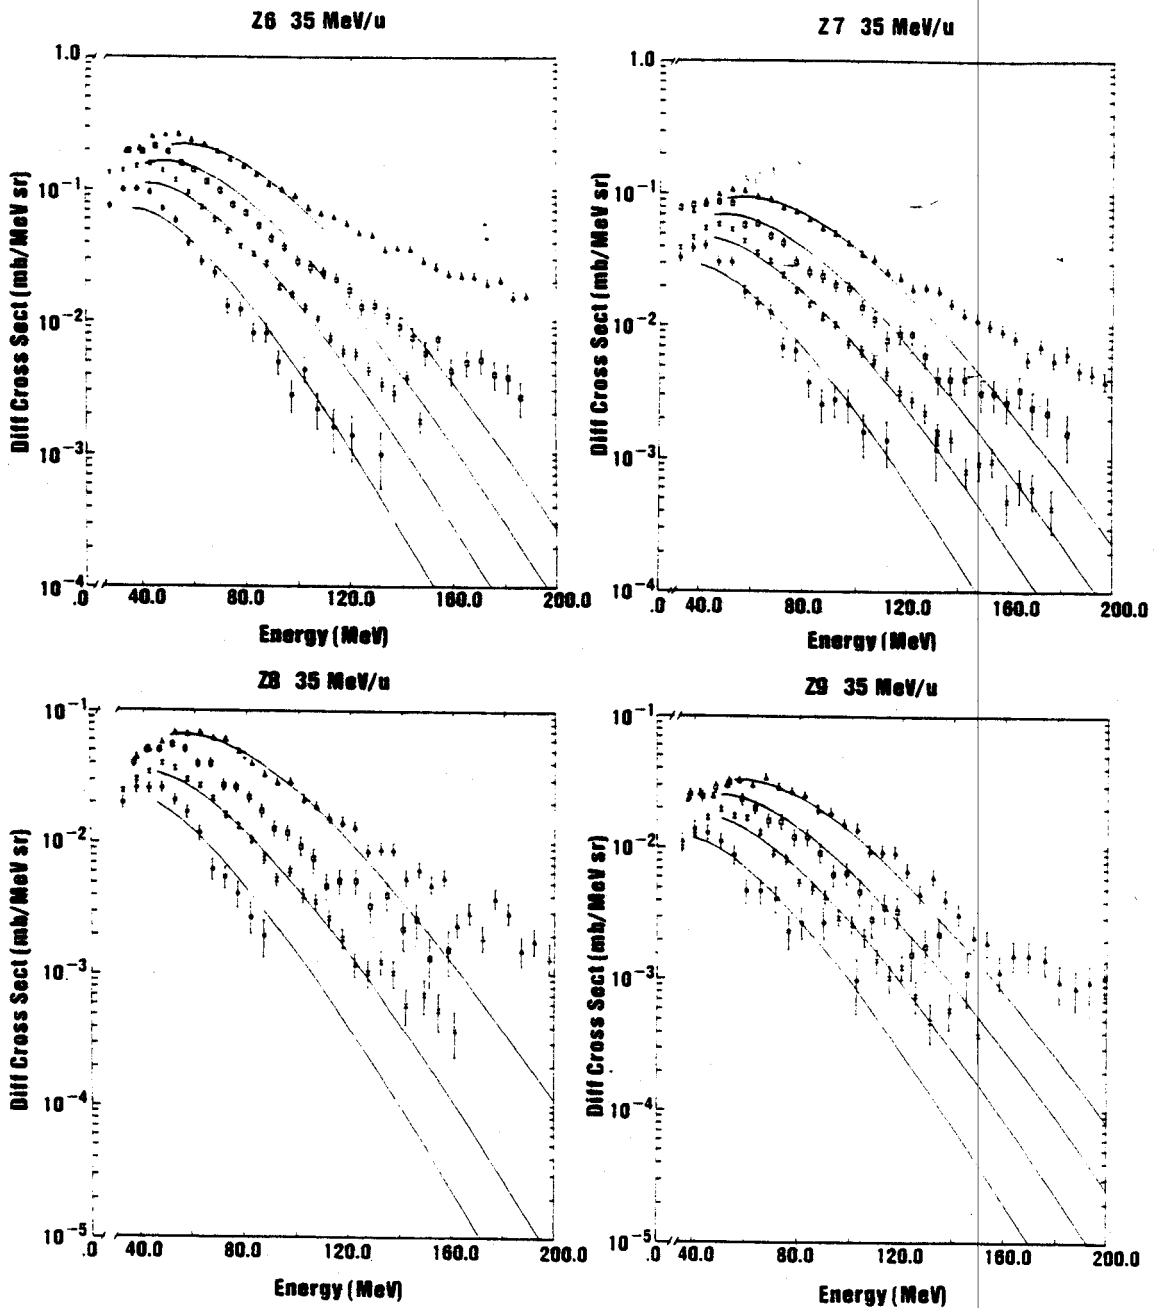 Z6 35 MeV/u
Diff Cross Sect (mb/MeV sr)
1.0
10⁻¹
10⁻²
10⁻³
10⁻⁴
.0 40.0 80.0 120.0 160.0 200.0
Energy (MeV)
Z7 35 MeV/u
Diff Cross Sect (mb/MeV sr)
1.0
10⁻¹
10⁻²
10⁻³
10⁻⁴
.0 40.0 80.0 120.0 160.0 200.0
Energy (MeV)
Z8 35 MeV/u
Diff Cross Sect (mb/MeV sr)
10⁻¹
10⁻²
10⁻³
10⁻⁴
10⁻⁵
.0 40.0 80.0 120.0 160.0 200.0
Energy (MeV)
Z9 35 MeV/u
Diff Cross Sect (mb/MeV sr)
10⁻¹
10⁻²
10⁻³
10⁻⁴
10⁻⁵
.0 40.0 80.0 120.0 160.0 200.0
Energy (MeV)